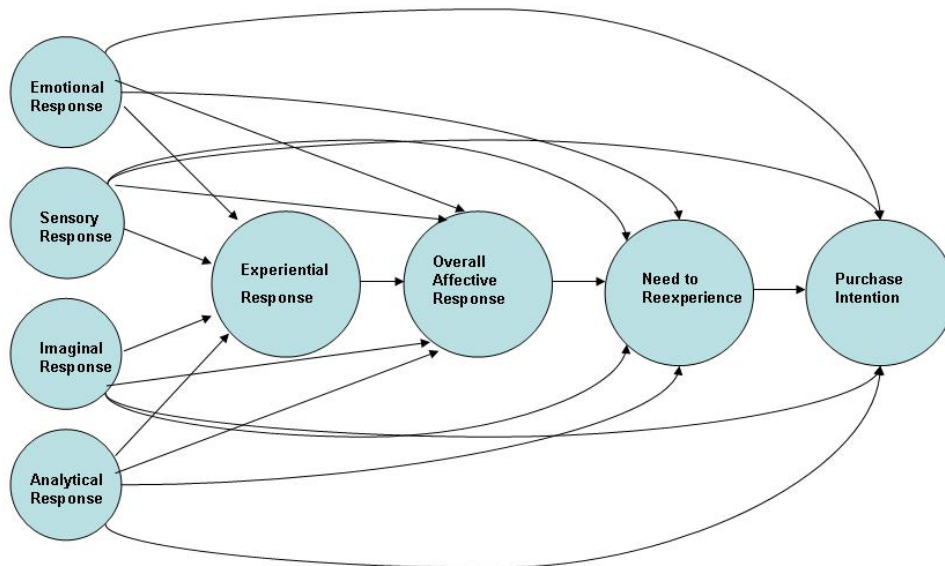 Emotional
Response
Sensory
Response
Imaginal
Response
Analytical
Response
Experiential
Response
Overall
Affective
Response
Need to
Reexperience
Purchase
Intention